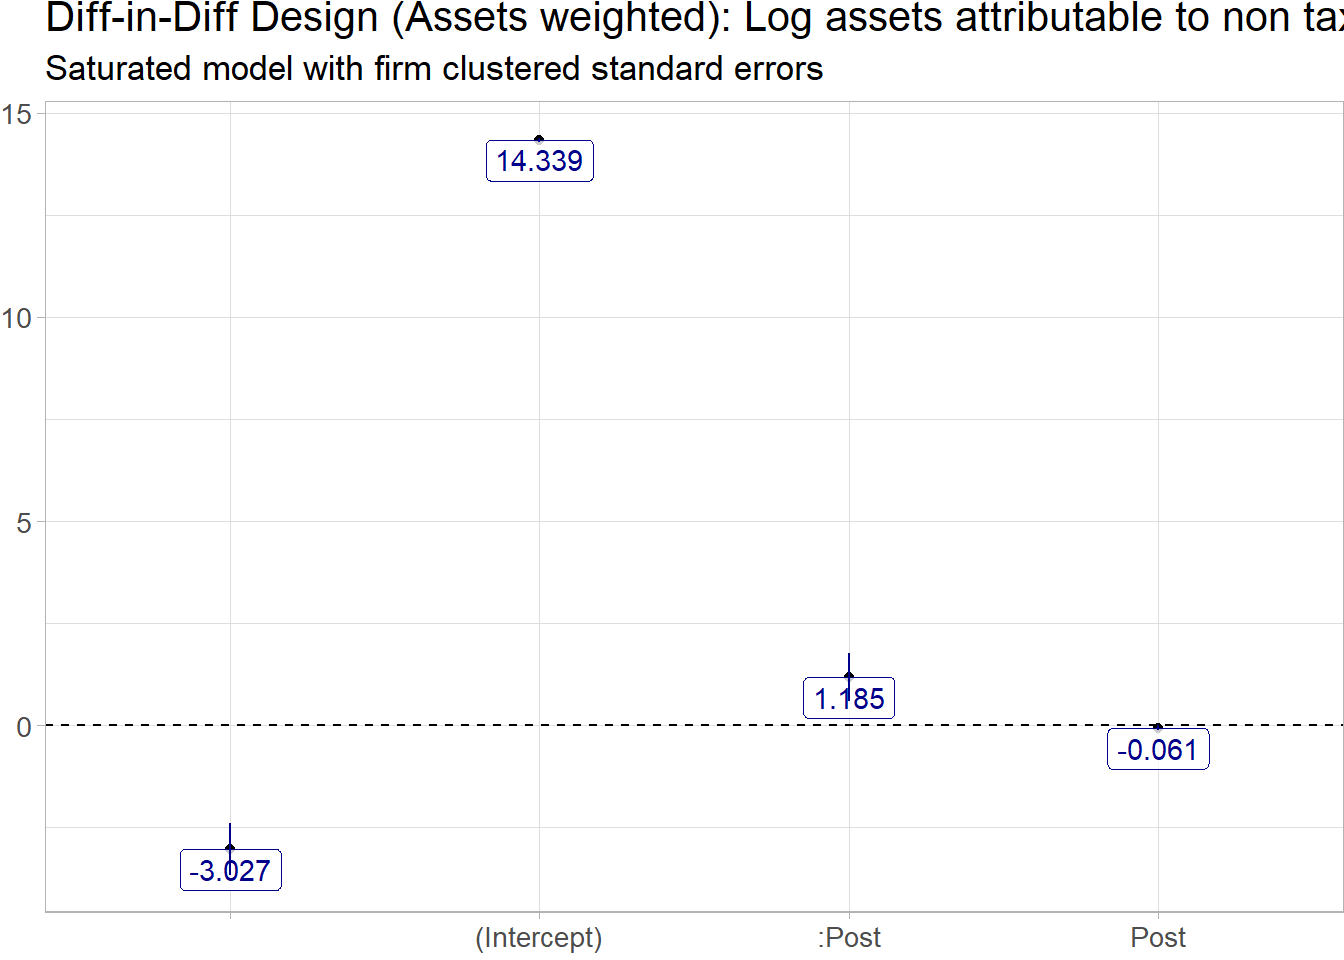 Diff-in-Diff Design (Assets weighted): Log assets attributable to non
Saturated model with firm clustered standard errors
15
14.339
10
5
1.185
0
-0.061
-3.027
(Intercept) :Post Post